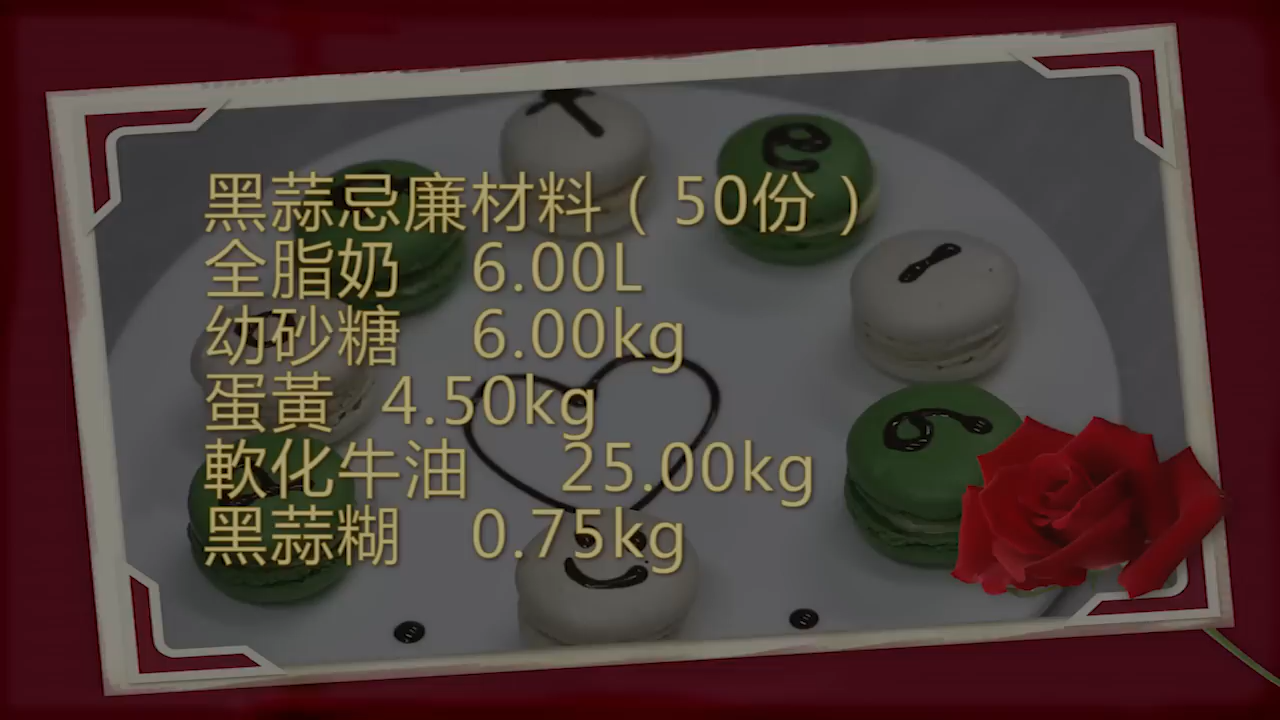 黑蒜忌廉材料（50份）
全脂奶 6.00L
幼砂糖 6.00kg
蛋黃 4.50kg
軟化牛油 25.00kg
黑蒜糊 0.75kg